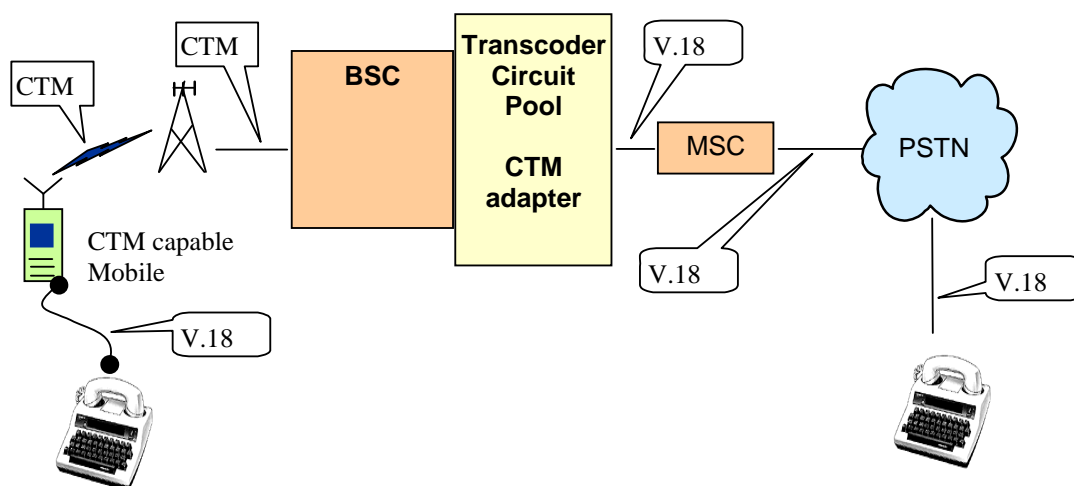 CTM
CTM
BSC
Transcoder
Circuit
Pool
CTM
adapter
V.18
MSC
PSTN
CTM capable
Mobile
V.18
V.18
V.18